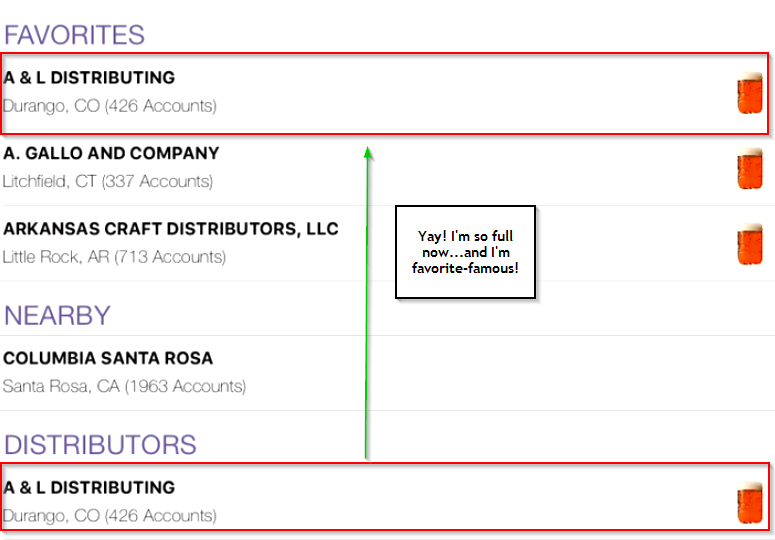 FAVORITES
A & L DISTRIBUTING
Durango, CO (426 Accounts)
A. GALLO AND COMPANY
Litchfield, CT (337 Accounts)
ARKANSAS CRAFT DISTRIBUTORS, LLC
Little Rock, AR (713 Accounts)
Yay! I'm so full
now...and I'm
favorite-famous!
NEARBY
COLUMBIA SANTA ROSA
Santa Rosa, CA (1963 Accounts)
DISTRIBUTORS
A & L DISTRIBUTING
Durango, CO (426 Accounts)